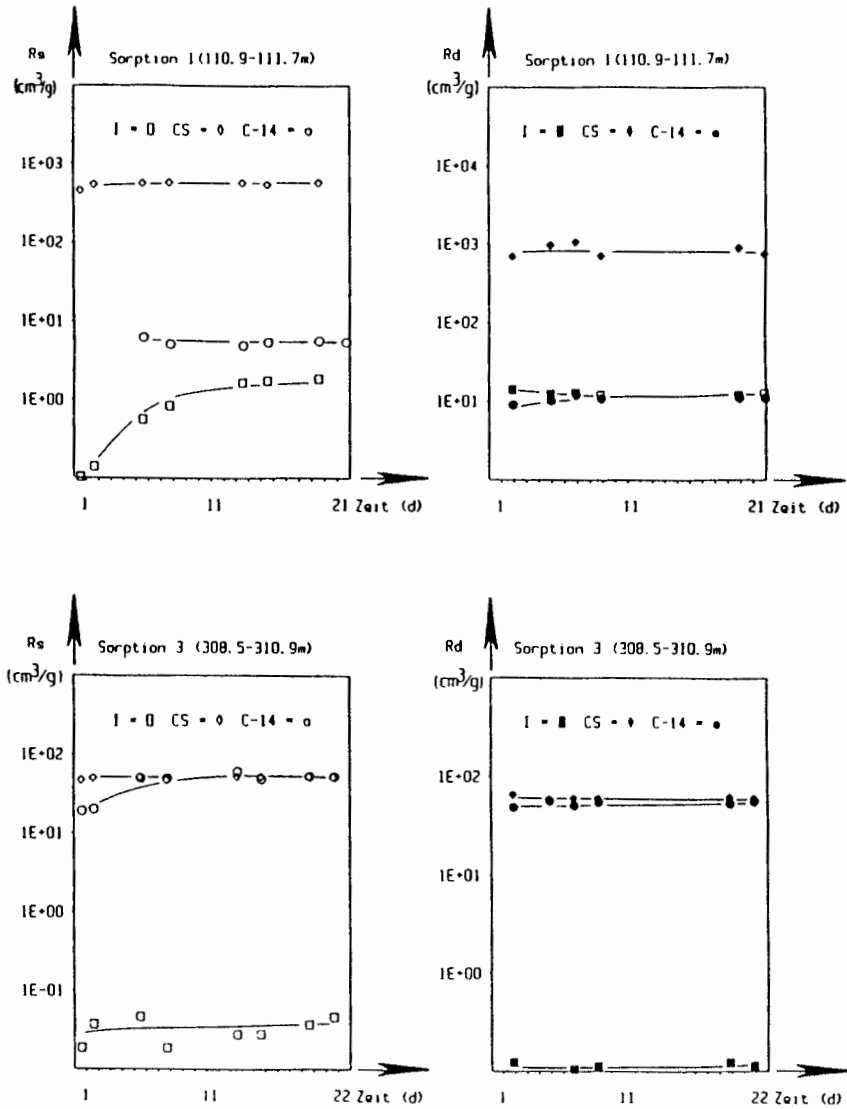 Rs
(cm³/g)
Sorption 1(110.9-111.7m)
I = □ CS = ◊ C-14 = o
1E+03
1E+02
1E+01
1E+00
1 11 21 Zeit (d)
Rd
(cm³/g)
Sorption 1(110.9-111.7m)
I = ■ CS = ♦ C-14 = ●
1E+04
1E+03
1E+02
1E+01
1 11 21 Zeit (d)
Rs
(cm³/g)
Sorption 3 (308.5-310.9m)
I = □ CS = ◊ C-14 = o
1E+02
1E+01
1E+00
1E-01
1 11 22 Zeit (d)
Rd
(cm³/g)
Sorption 3 (308.5-310.9m)
I = ■ CS = ♦ C-14 = ●
1E+02
1E+01
1E+00
1 11 22 Zeit (d)